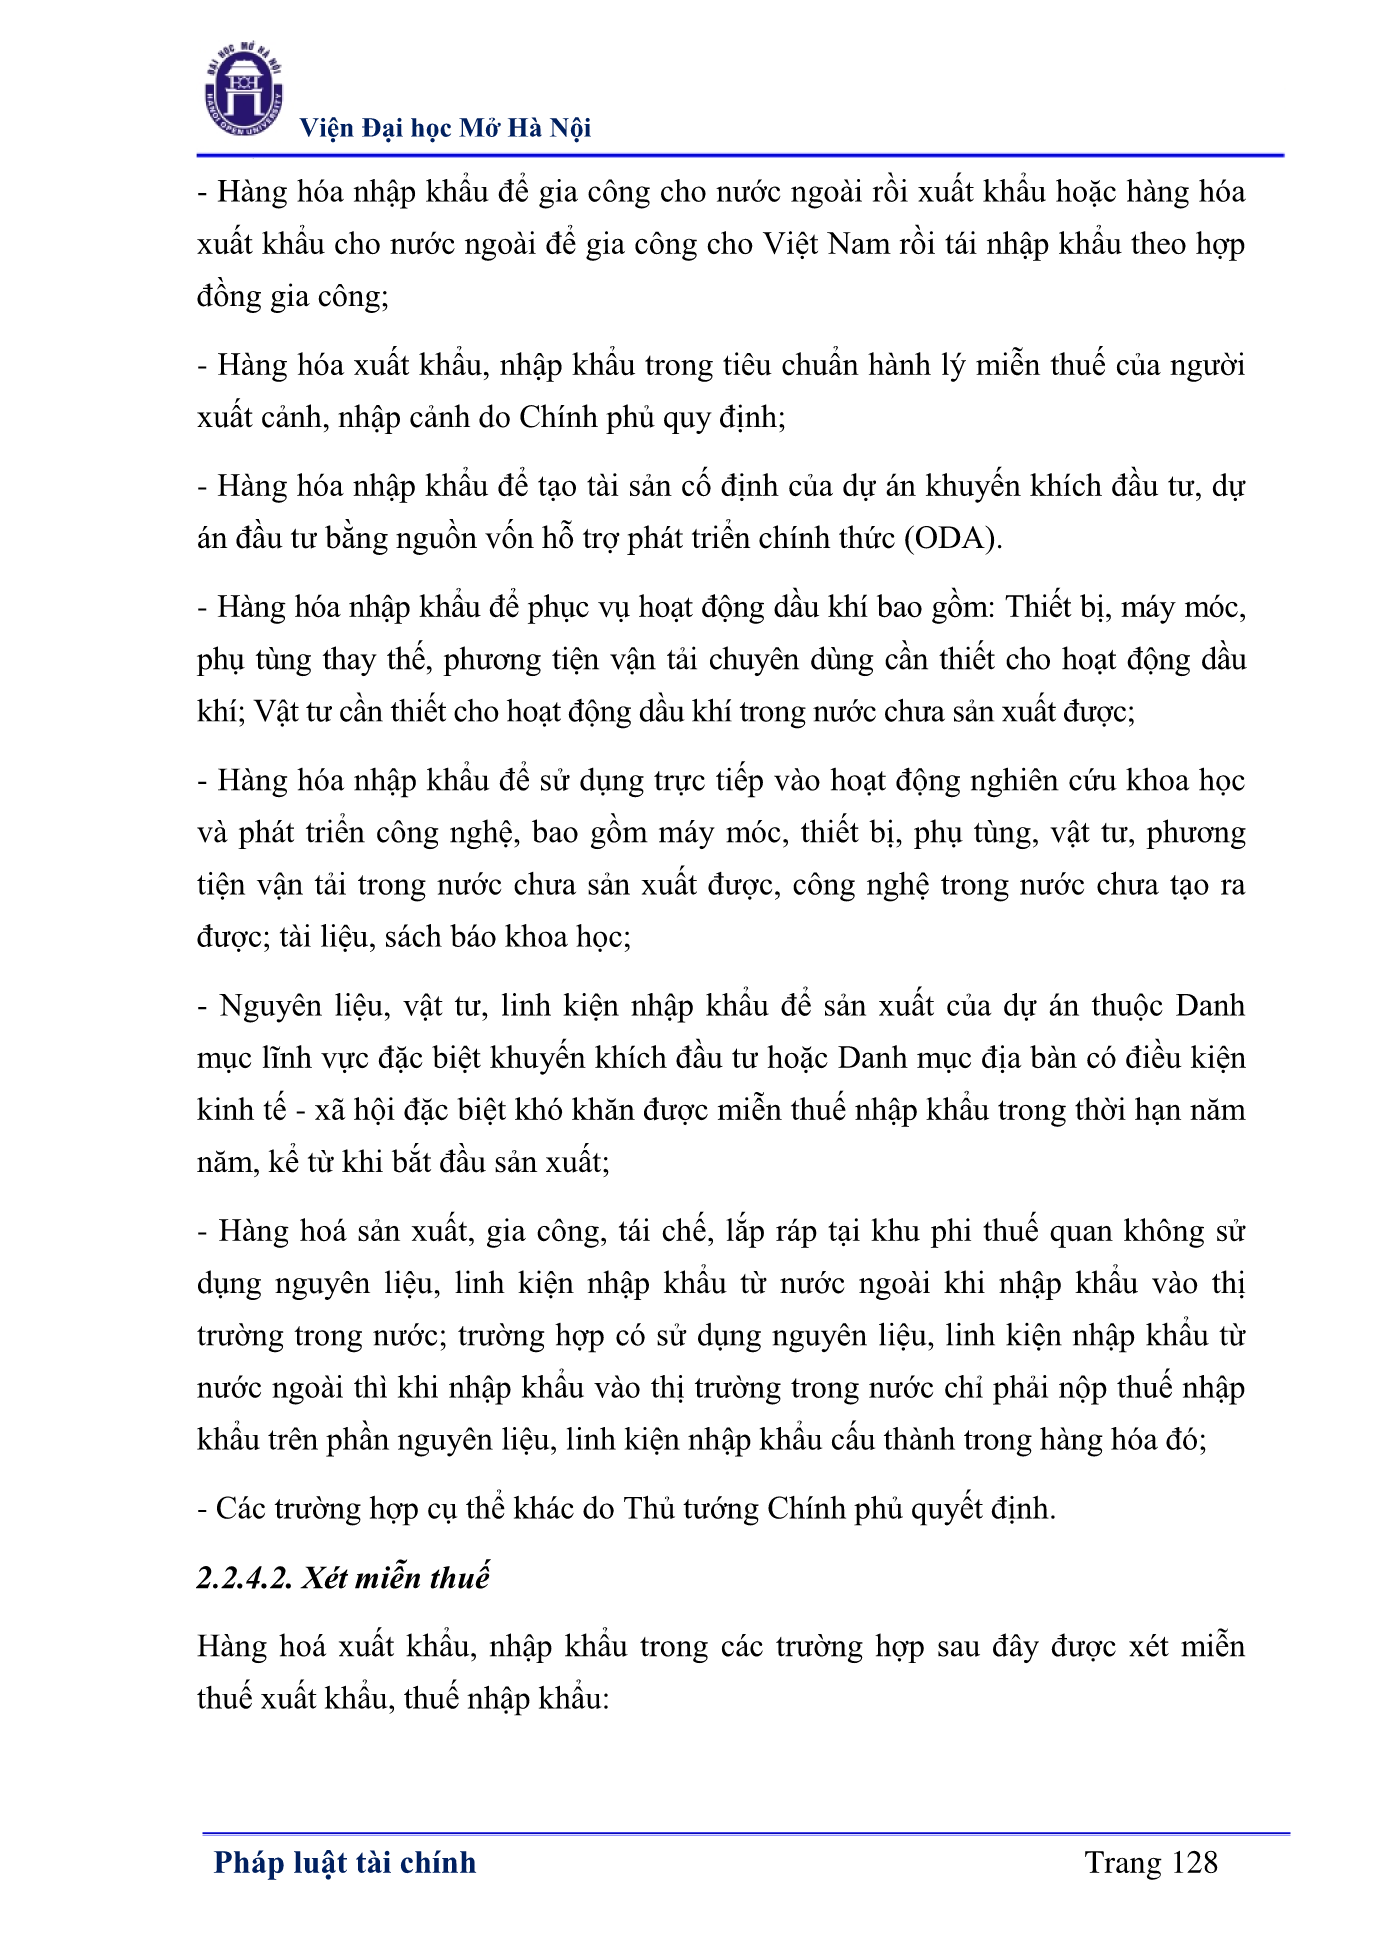 ĐẠI HỌC MỞ HÀ NỘI
HANOI OPEN UNIVERSITY
Viện Đại học Mở Hà Nội
- Hàng hóa nhập khẩu để gia công cho nước ngoài rồi xuất khẩu hoặc hàng hóa
xuất khẩu cho nước ngoài để gia công cho Việt Nam rồi tái nhập khẩu theo hợp
đồng gia công;
- Hàng hóa xuất khẩu, nhập khẩu trong tiêu chuẩn hành lý miễn thuế của người
xuất cảnh, nhập cảnh do Chính phủ quy định;
- Hàng hóa nhập khẩu để tạo tài sản cố định của dự án khuyến khích đầu tư, dự
án đầu tư bằng nguồn vốn hỗ trợ phát triển chính thức (ODA).
- Hàng hóa nhập khẩu để phục vụ hoạt động dầu khí bao gồm: Thiết bị, máy móc,
phụ tùng thay thế, phương tiện vận tải chuyên dùng cần thiết cho hoạt động dầu
khí; Vật tư cần thiết cho hoạt động dầu khí trong nước chưa sản xuất được;
- Hàng hóa nhập khẩu để sử dụng trực tiếp vào hoạt động nghiên cứu khoa học
và phát triển công nghệ, bao gồm máy móc, thiết bị, phụ tùng, vật tư, phương
tiện vận tải trong nước chưa sản xuất được, công nghệ trong nước chưa tạo ra
được; tài liệu, sách báo khoa học;
- Nguyên liệu, vật tư, linh kiện nhập khẩu để sản xuất của dự án thuộc Danh
mục lĩnh vực đặc biệt khuyến khích đầu tư hoặc Danh mục địa bàn có điều kiện
kinh tế - xã hội đặc biệt khó khăn được miễn thuế nhập khẩu trong thời hạn năm
năm, kể từ khi bắt đầu sản xuất;
- Hàng hoá sản xuất, gia công, tái chế, lắp ráp tại khu phi thuế quan không sử
dụng nguyên liệu, linh kiện nhập khẩu từ nước ngoài khi nhập khẩu vào thị
trường trong nước; trường hợp có sử dụng nguyên liệu, linh kiện nhập khẩu từ
nước ngoài thì khi nhập khẩu vào thị trường trong nước chỉ phải nộp thuế nhập
khẩu trên phần nguyên liệu, linh kiện nhập khẩu cấu thành trong hàng hóa đó;
- Các trường hợp cụ thể khác do Thủ tướng Chính phủ quyết định.
2.2.4.2. Xét miễn thuế
Hàng hoá xuất khẩu, nhập khẩu trong các trường hợp sau đây được xét miễn
thuế xuất khẩu, thuế nhập khẩu:
Pháp luật tài chính
Trang 128